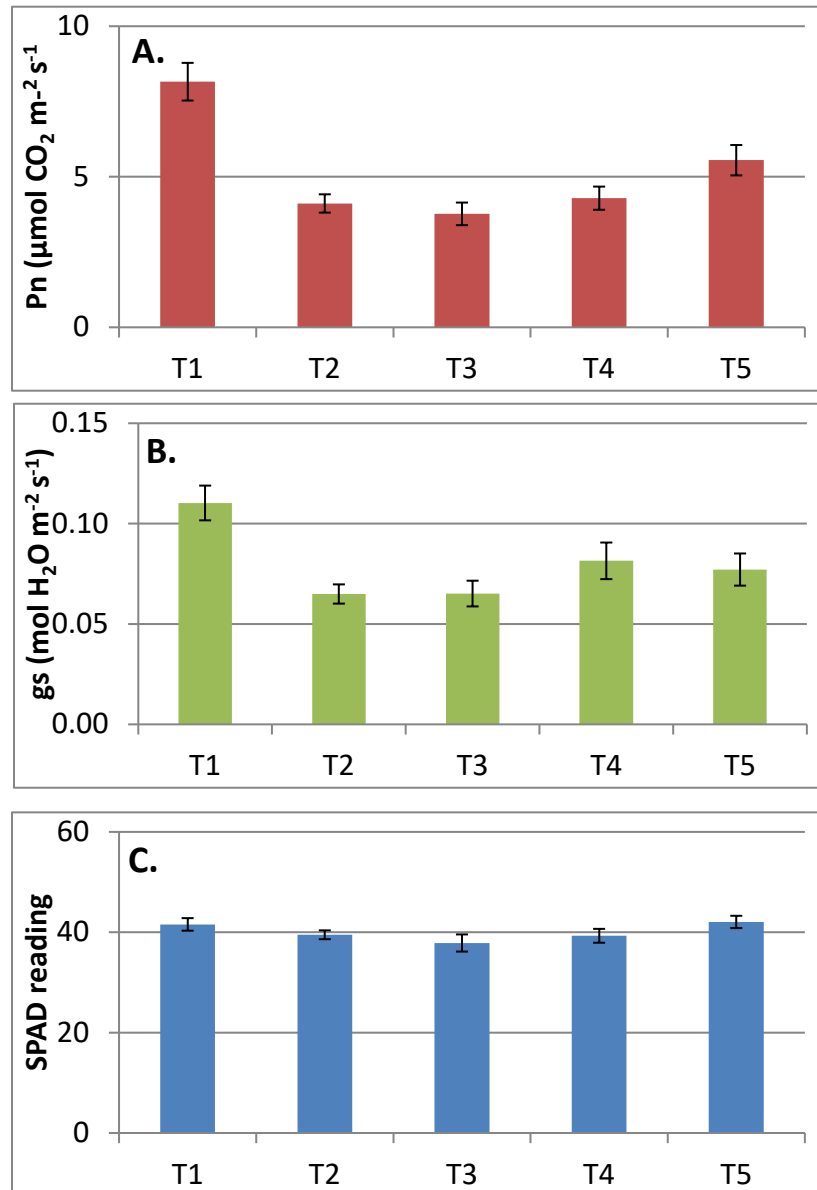 A.
Pn (µmol CO₂ m-² s⁻¹)
10
5
0
T1 T2 T3 T4 T5
B.
gs (mol H₂O m⁻² s⁻¹)
0.15
0.10
0.05
0.00
T1 T2 T3 T4 T5
C.
SPAD reading
60
40
20
0
T1 T2 T3 T4 T5